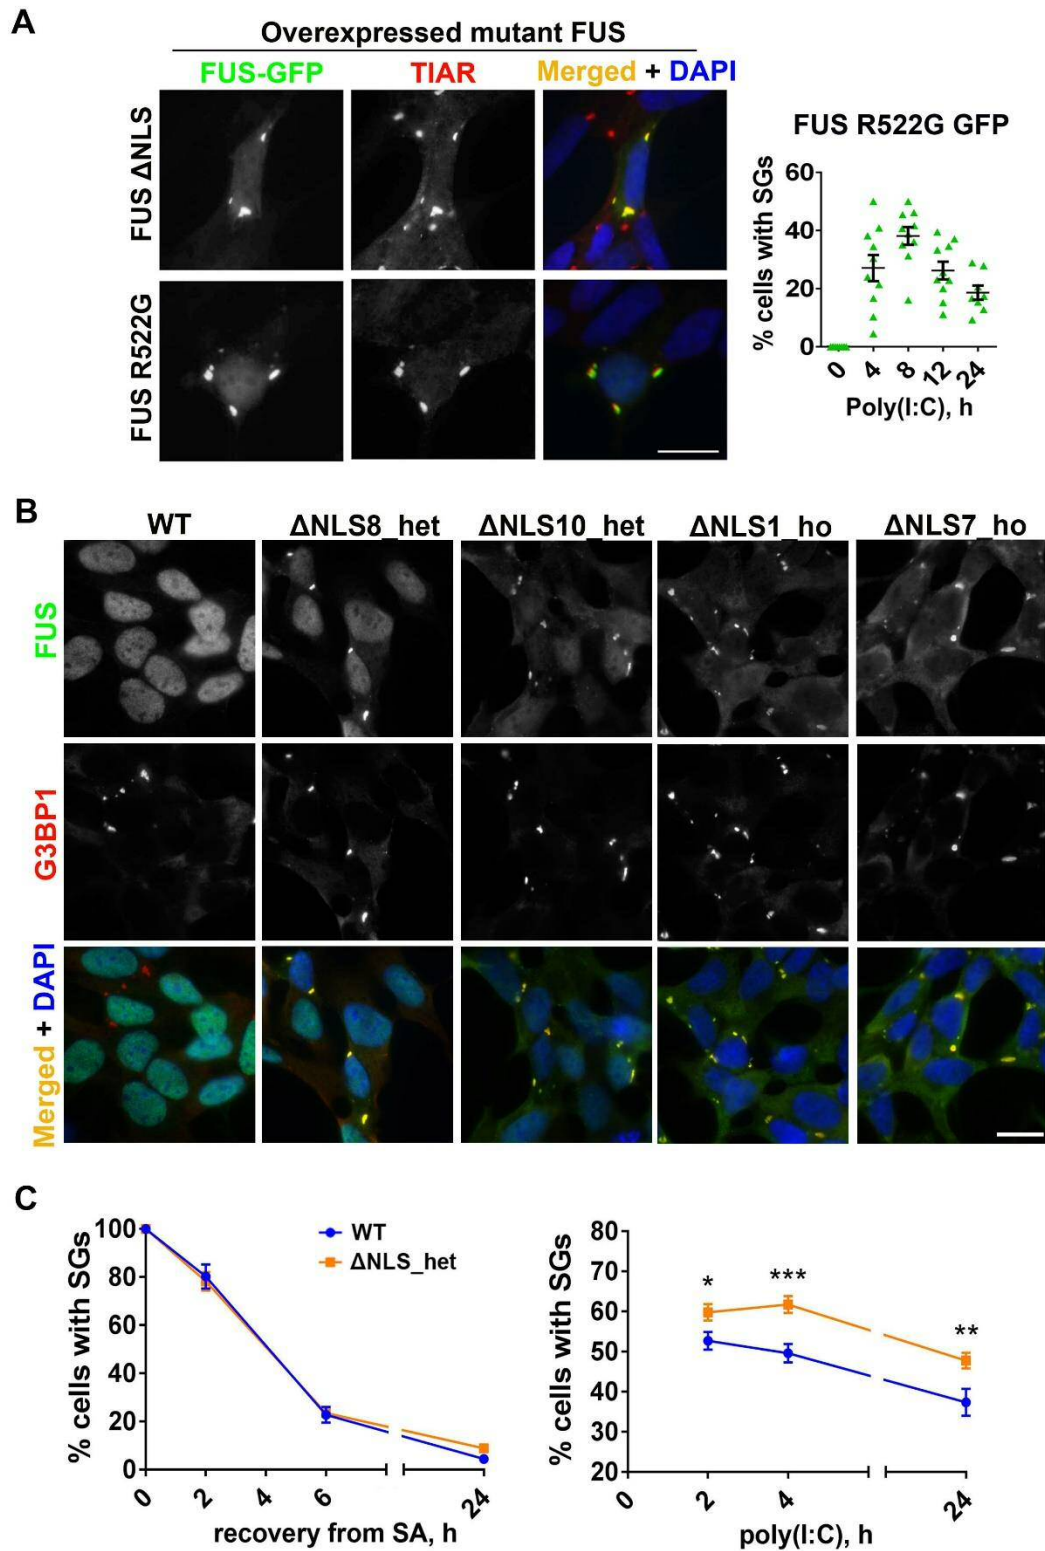 A
Overexpressed mutant FUS
FUS-GFP TIAR Merged + DAPI
FUS ΔNLS
FUS R522G
FUS R522G GFP
% cells with SGs
60
40
20
0
0 4 8 12 24
Poly(I:C), h
B
WT ΔNLS8_het ΔNLS10_het ΔNLS1_ho ΔNLS7_ho
FUS
G3BP1
Merged + DAPI
C
% cells with SGs
100
80
60
40
20
0
WT
ΔNLS_het
0 2 4 6 24
recovery from SA, h
% cells with SGs
80
70
60
50
40
30
20
* *** **
0 2 4 24
poly(I:C), h